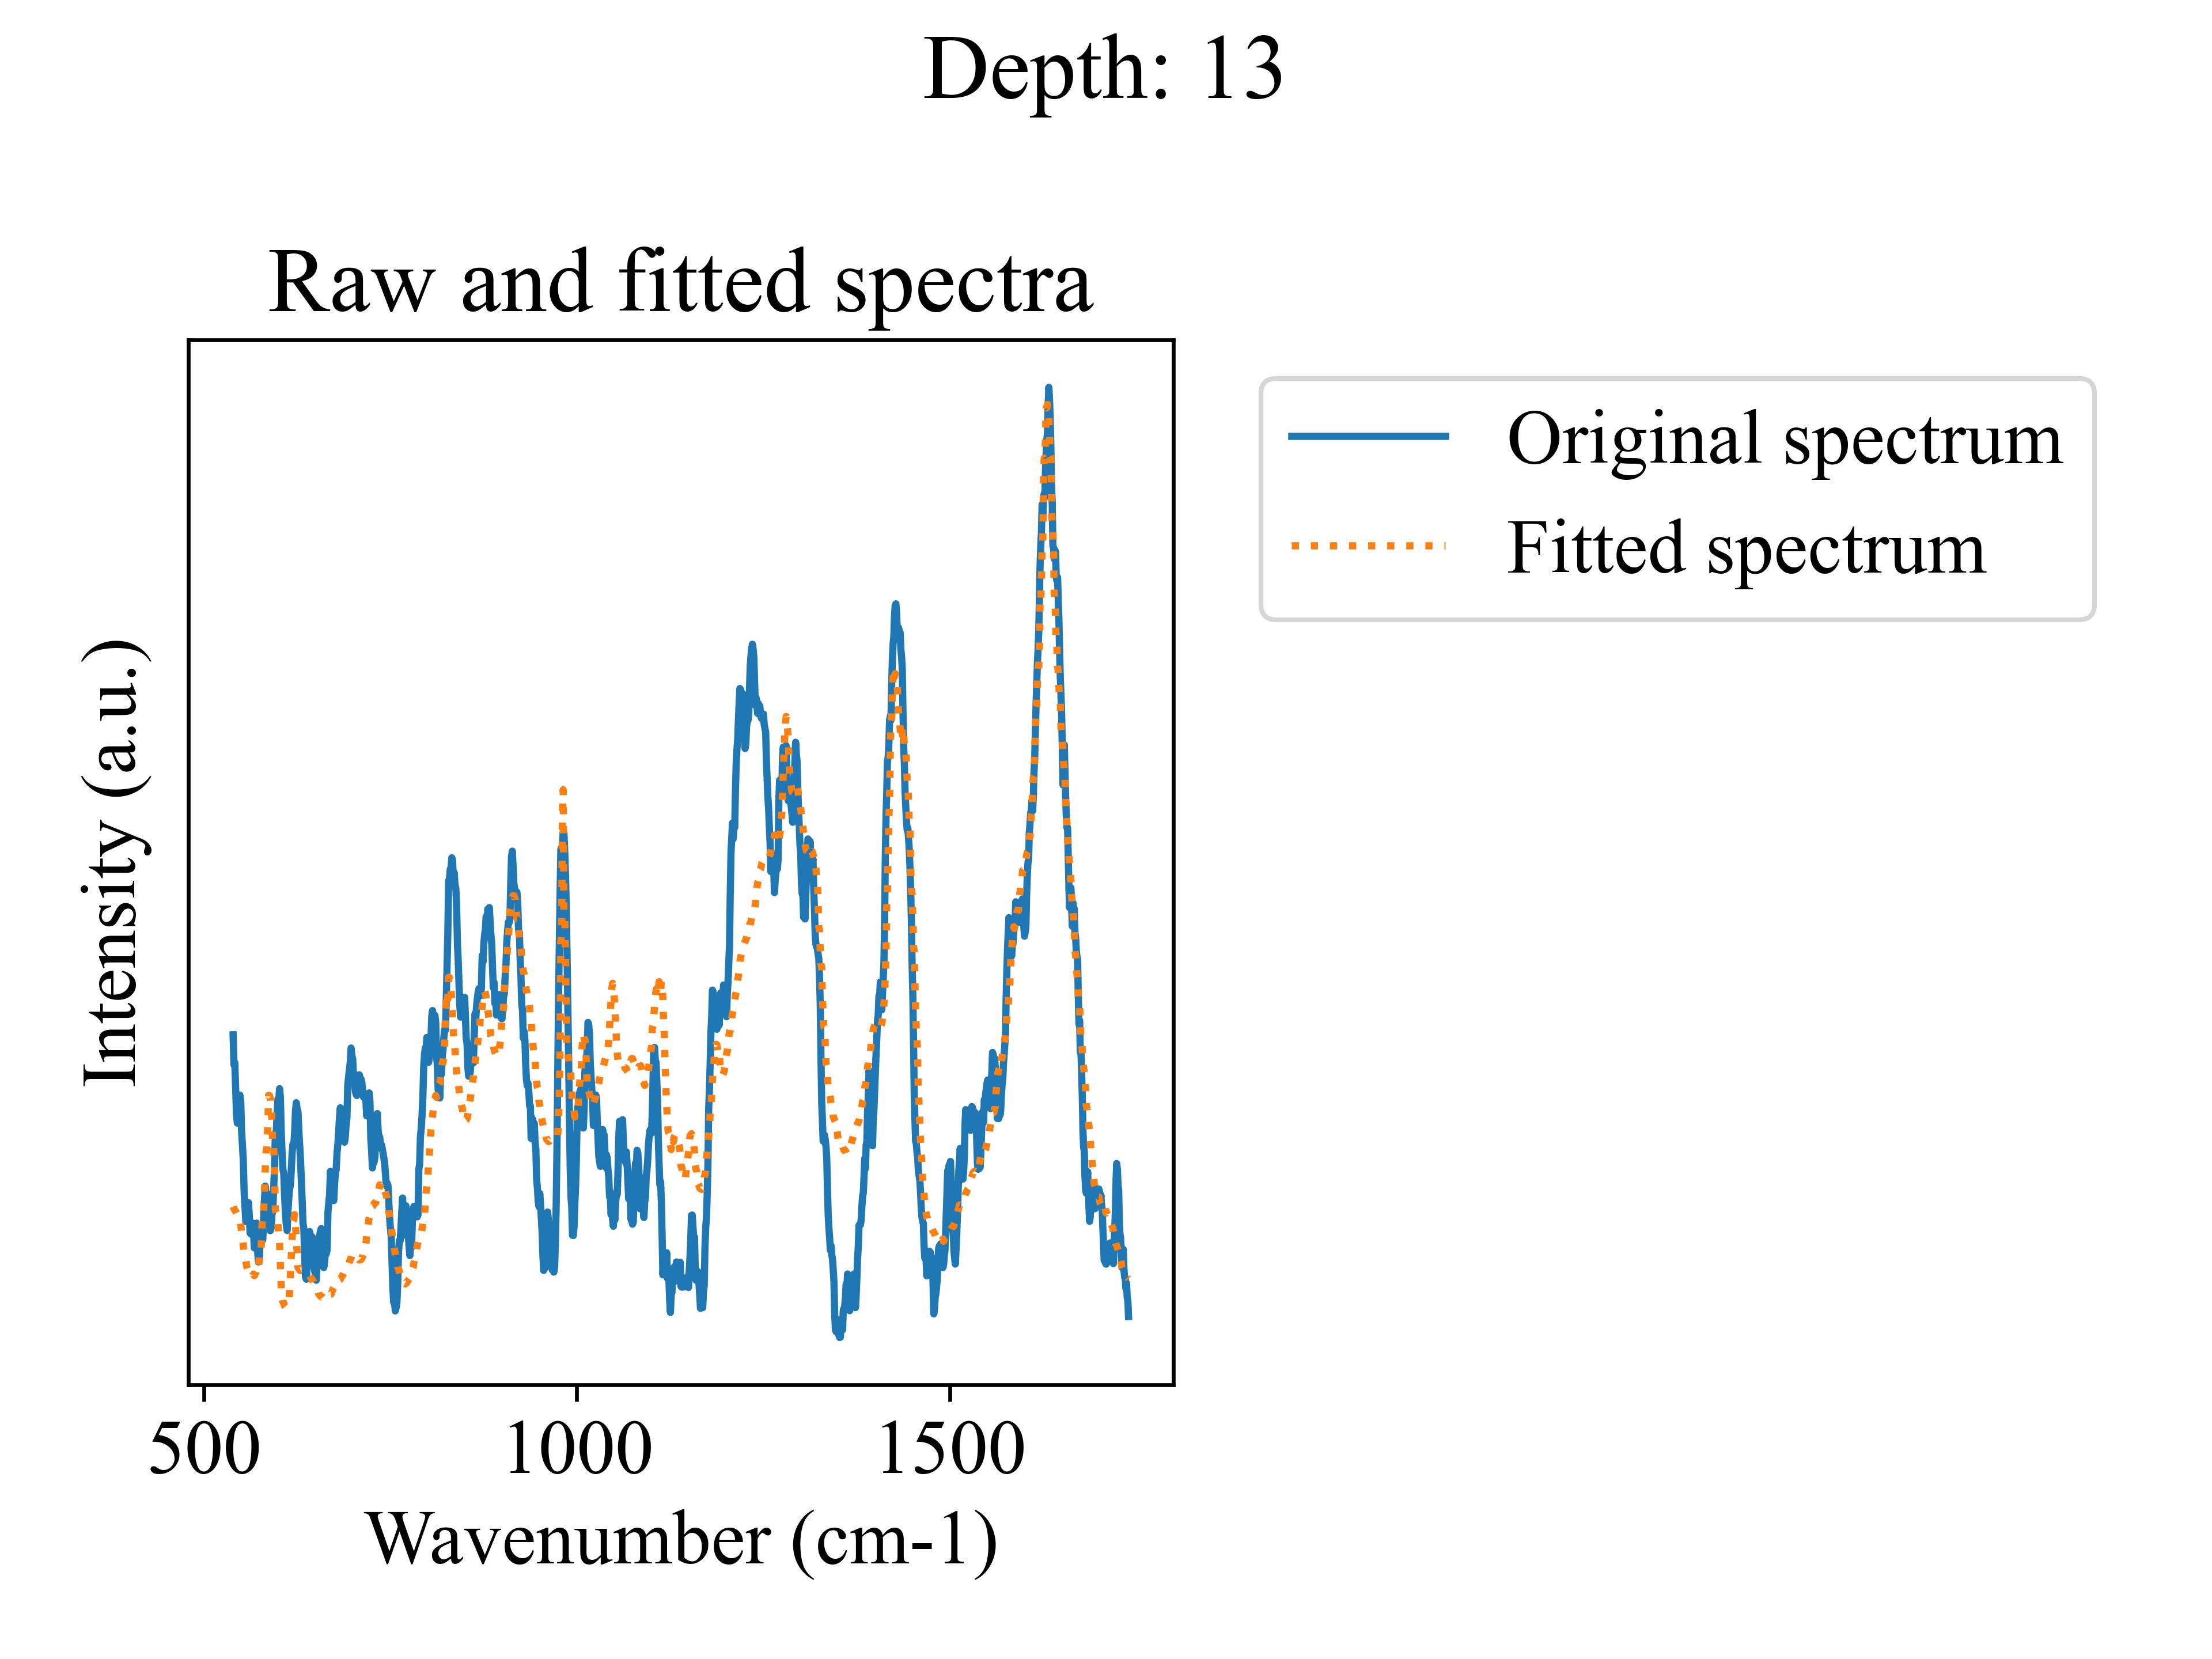 Depth: 13
Raw and fitted spectra
Original spectrum
Fitted spectrum
Intensity (a.u.)
500 1000 1500
Wavenumber (cm-1)